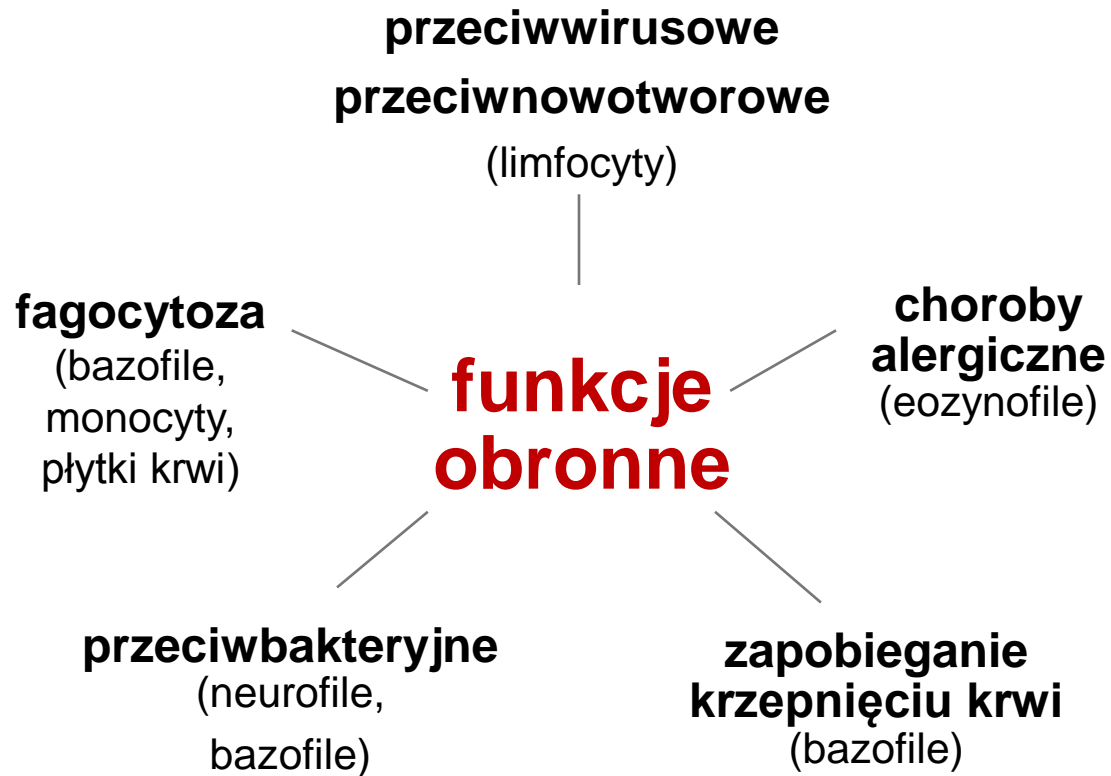 przeciwwirusowe
przeciwnowotworowe
(limfocyty)
fagocytoza
(bazofile,
monocyty,
płytki krwi)
funkcje
obronne
choroby
alergiczne
(eozynofile)
przeciwbakteryjne
(neurofile,
bazofile)
zapobieganie
krzepnięciu krwi
(bazofile)